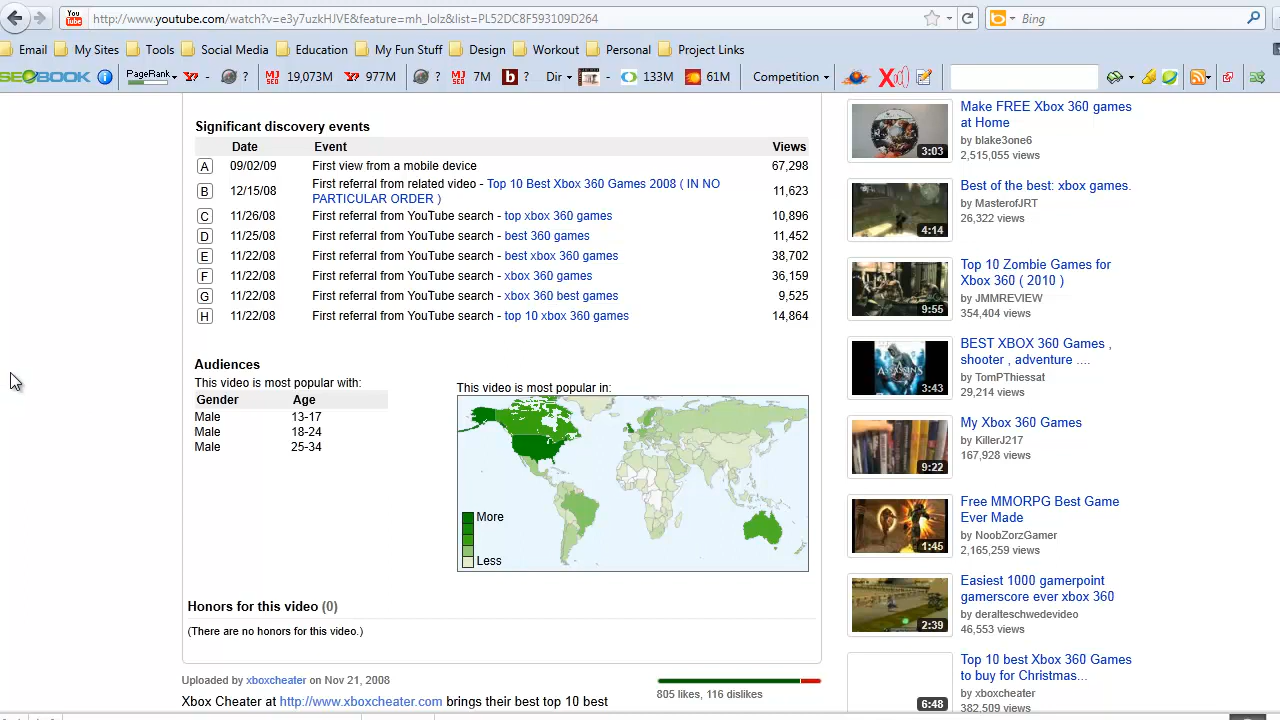 You Tube
http://www.youtube.com/watch?v=e3y7uzkHJVE&feature=mh_lolz&list=PL52DC8F593109D264
Bing
Email My Sites Tools Social Media Education My Fun Stuff Design Workout Personal Project Links
SEOBOOK PageRank - ? MJ SEO 19,073M 977M ? MJ SEO 7M b ? Dir - 133M 61M Competition X()
Significant discovery events
Date Event Views
A 09/02/09 First view from a mobile device 67,298
B 12/15/08 First referral from related video - Top 10 Best Xbox 360 Games 2008 ( IN NO PARTICULAR ORDER ) 11,623
C 11/26/08 First referral from YouTube search - top xbox 360 games 10,896
D 11/25/08 First referral from YouTube search - best 360 games 11,452
E 11/22/08 First referral from YouTube search - best xbox 360 games 38,702
F 11/22/08 First referral from YouTube search - xbox 360 games 36,159
G 11/22/08 First referral from YouTube search - xbox 360 best games 9,525
H 11/22/08 First referral from YouTube search - top 10 xbox 360 games 14,864
Audiences
This video is most popular with:
Gender Age
Male 13-17
Male 18-24
Male 25-34
This video is most popular in:
More
Less
Honors for this video (0)
(There are no honors for this video.)
Uploaded by xboxcheater on Nov 21, 2008
805 likes, 116 dislikes
Xbox Cheater at http://www.xboxcheater.com brings their best top 10 best
3:03
Make FREE Xbox 360 games
at Home
by blake3one6
2,515,055 views
4:14
Best of the best: xbox games.
by MasterofJRT
26,322 views
9:55
Top 10 Zombie Games for
Xbox 360 ( 2010 )
by JMMREVIEW
354,404 views
ASSASSIN'S
3:43
BEST XBOX 360 Games ,
shooter , adventure ....
by TomPThiessat
29,214 views
9:22
My Xbox 360 Games
by KillerJ217
167,928 views
1:45
Free MMORPG Best Game
Ever Made
by NoobZorzGamer
2,165,259 views
2:39
Easiest 1000 gamerpoint
gamerscore ever xbox 360
by deralteschwedevideo
46,553 views
6:48
Top 10 best Xbox 360 Games
to buy for Christmas...
by xboxcheater
382,509 views